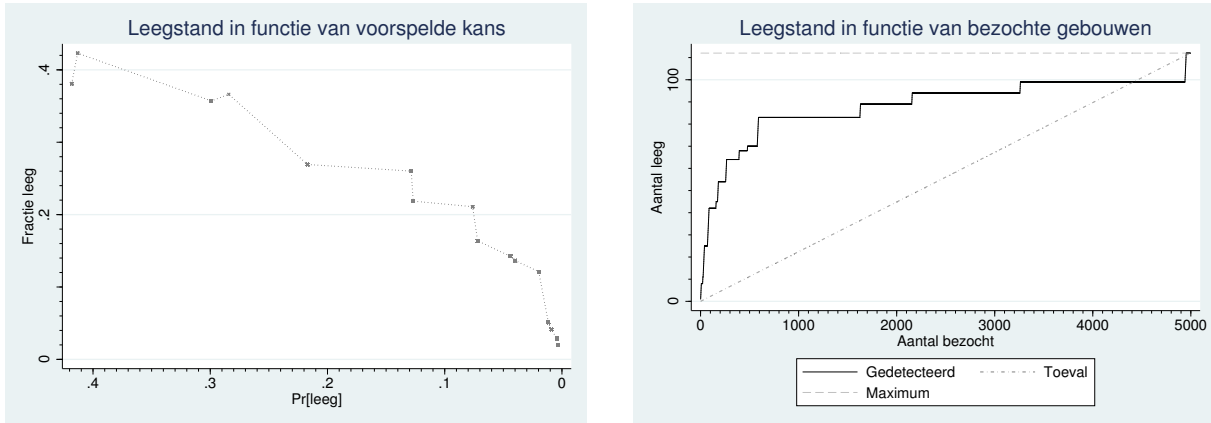 Leegstand in functie van voorspelde kans
.4
.2
0
Fractie leeg
.4 .3 .2 .1 0
Pr[leeg]
Leegstand in functie van bezochte gebouwen
100
0
Aantal leeg
0 1000 2000 3000 4000 5000
Aantal bezocht
Gedetecteerd Toeval
Maximum